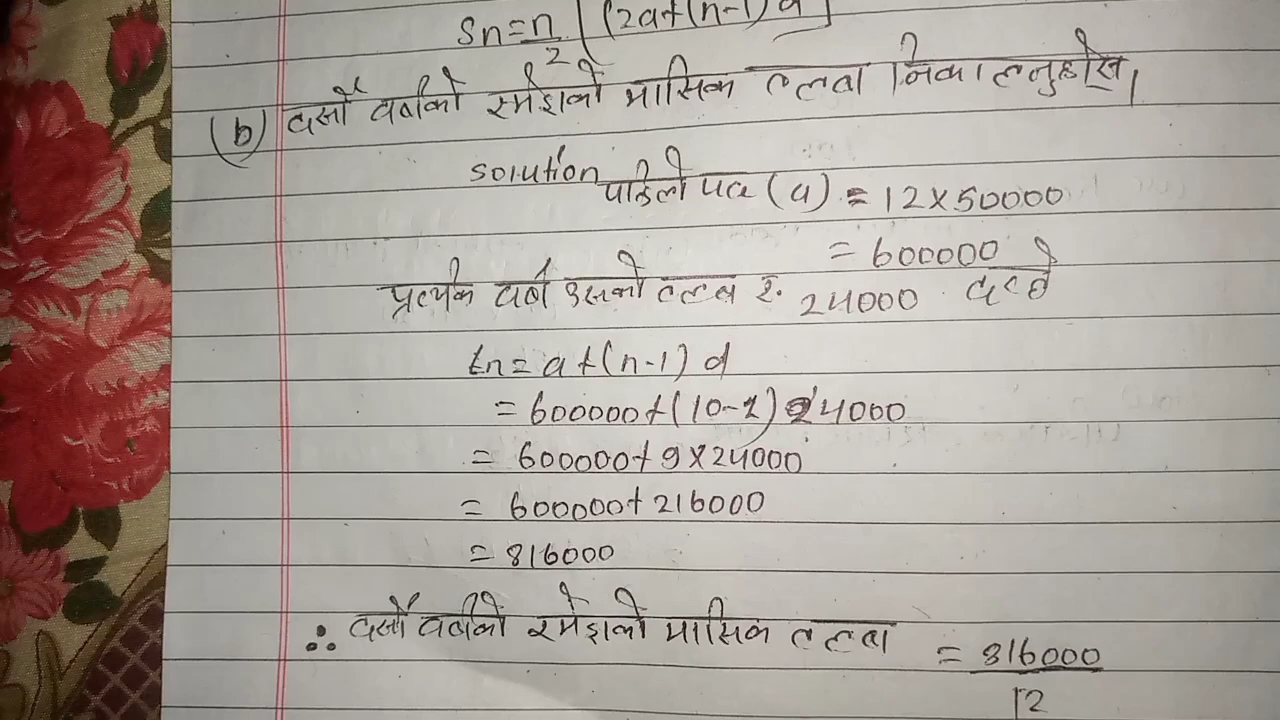 Sn = n/2 [(2a+(n-1)d]
(b) दसौं वर्षको रमेशको मासिक तलब निकाल्नुहोस् ।
solution
पहिलो पद (a) = 12×50000
= 600000
प्रत्येक वर्ष उसको तलब रु. 24000 बढ्छ
tn = a+(n-1)d
= 600000+(10-1)24000
= 600000+9×24000
= 600000+216000
= 816000
∴ दसौं वर्षको रमेशको मासिक तलब = 816000/12